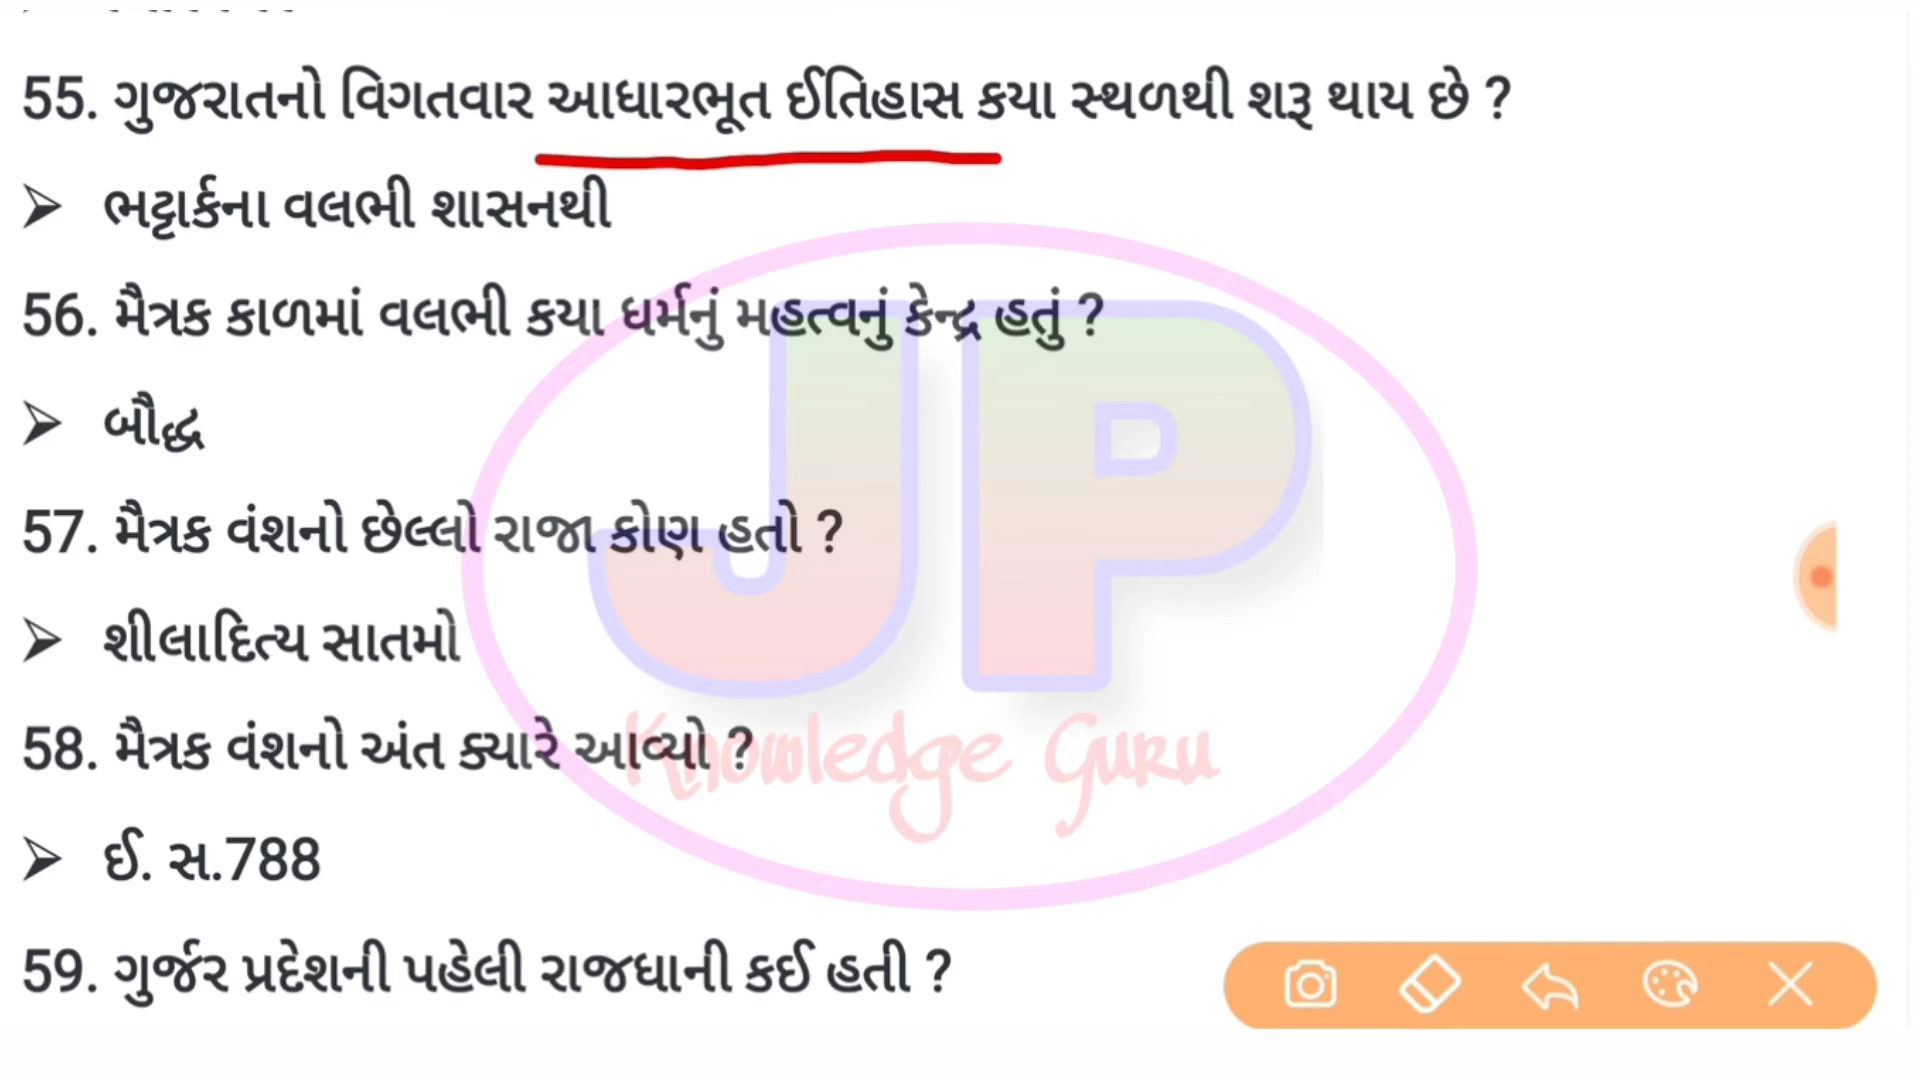 55. ગુજરાતનો વિગતવાર આધારભૂત ઈતિહાસ કયા સ્થળથી શરૂ થાય છે ?
➢ ભટ્ટાર્કના વલભી શાસનથી
56. મૈત્રક કાળમાં વલભી કયા ધર્મનું મહત્વનું કેન્દ્ર હતું ?
➢ બૌદ્ધ
57. મૈત્રક વંશનો છેલ્લો રાજા કોણ હતો ?
➢ શીલાદિત્ય સાતમો
58. મૈત્રક વંશનો અંત ક્યારે આવ્યો ?
➢ ઈ. સ.788
59. ગુર્જર પ્રદેશની પહેલી રાજધાની કઈ હતી ?
JP
Knowledge Guru